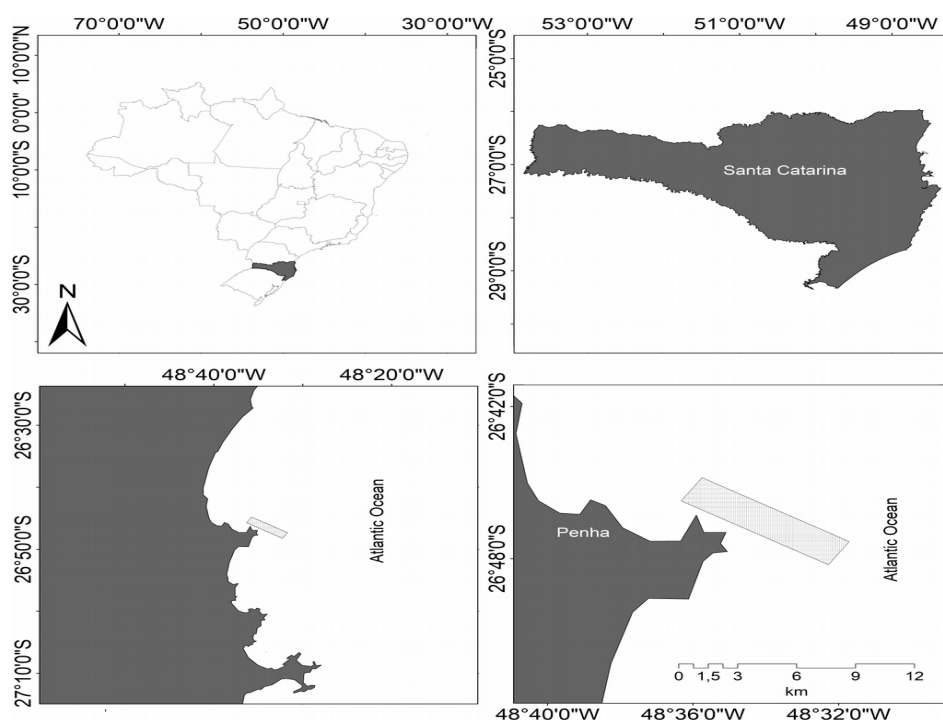 70°0'0"W 50°0'0"W 30°0'0"W
10°0'0"N
0°0'0"
10°0'0"S
30°0'0"S
N
53°0'0"W 51°0'0"W 49°0'0"W
25°0'0"S
27°0'0"S
29°0'0"S
Santa Catarina
48°40'0"W 48°20'0"W
26°30'0"S
26°50'0"S
27°10'0"S
Atlantic Ocean
26°42'0"S
26°48'0"S
Penha
Atlantic Ocean
0 1,5 3 6 9 12
km
48°40'0"W 48°36'0"W 48°32'0"W